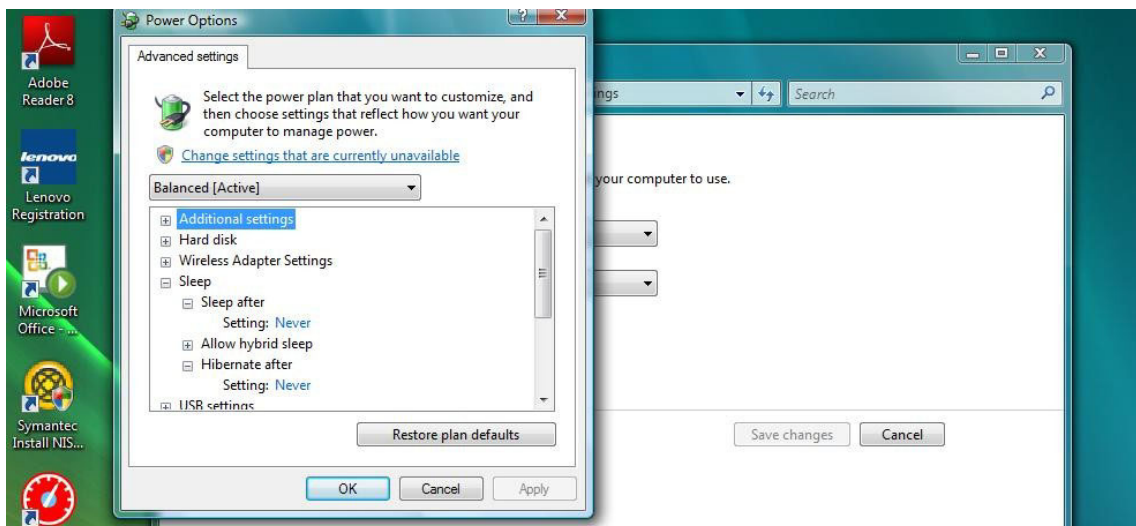 Adobe
Reader 8
lenovo
Lenovo
Registration
Microsoft
Office - ...
Symantec
Install NIS...
Power Options
?
X
Advanced settings
Select the power plan that you want to customize, and
then choose settings that reflect how you want your
computer to manage power.
Change settings that are currently unavailable
Balanced [Active]
Additional settings
Hard disk
Wireless Adapter Settings
Sleep
Sleep after
Setting: Never
Allow hybrid sleep
Hibernate after
Setting: Never
USB settings
Restore plan defaults
OK
Cancel
Apply
X
ings
Search
your computer to use.
Save changes
Cancel